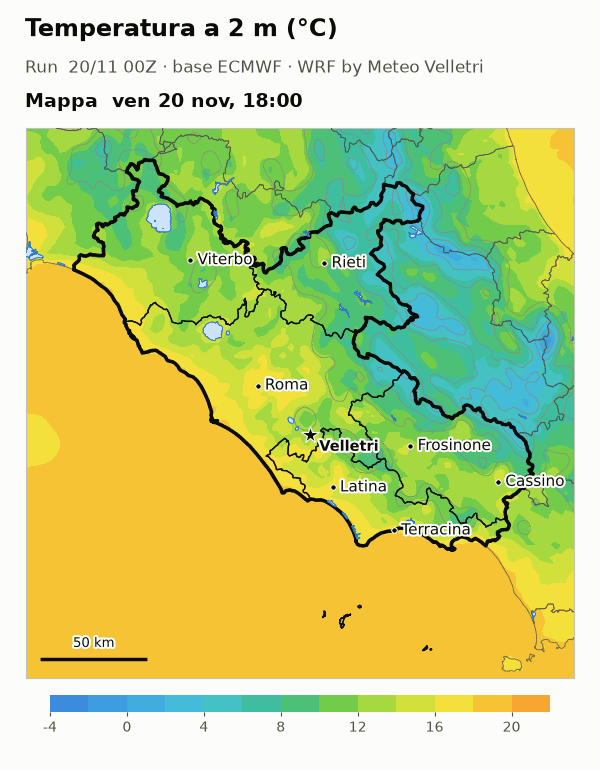 Temperatura a 2 m (°C)
Run  20/11 00Z · base ECMWF · WRF by Meteo Velletri
Mappa  ven 20 nov, 18:00
Viterbo
Rieti
Roma
Velletri
Frosinone
Cassino
Latina
Terracina
50 km
-4 0 4 8 12 16 20